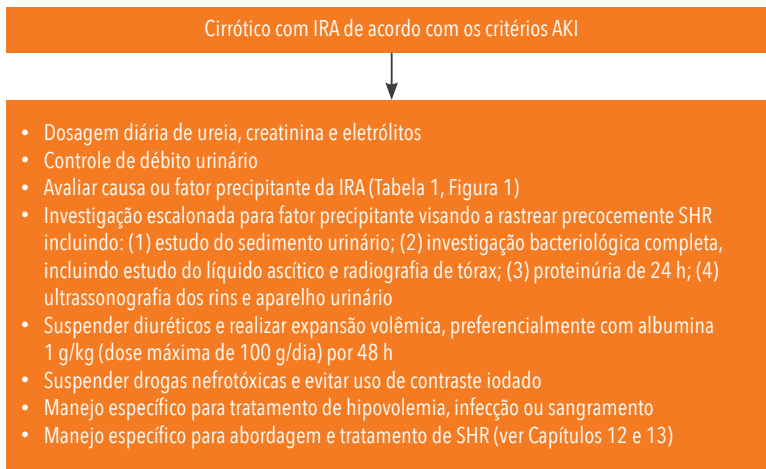 Cirrótico com IRA de acordo com os critérios AKI
• Dosagem diária de ureia, creatinina e eletrólitos
• Controle de débito urinário
• Avaliar causa ou fator precipitante da IRA (Tabela 1, Figura 1)
• Investigação escalonada para fator precipitante visando a rastrear precocemente SHR
incluindo: (1) estudo do sedimento urinário; (2) investigação bacteriológica completa,
incluindo estudo do líquido ascítico e radiografia de tórax; (3) proteinúria de 24 h; (4)
ultrassonografia dos rins e aparelho urinário
• Suspender diuréticos e realizar expansão volêmica, preferencialmente com albumina
1 g/kg (dose máxima de 100 g/dia) por 48 h
• Suspender drogas nefrotóxicas e evitar uso de contraste iodado
• Manejo específico para tratamento de hipovolemia, infecção ou sangramento
• Manejo específico para abordagem e tratamento de SHR (ver Capítulos 12 e 13)